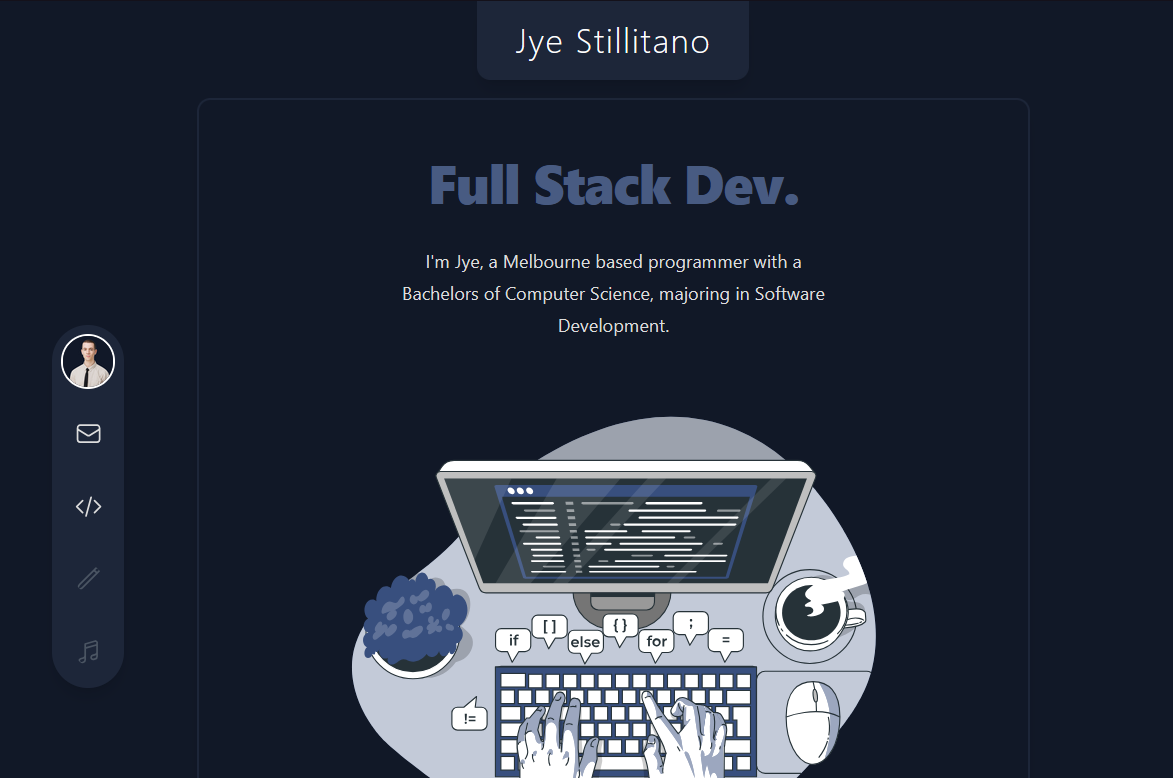 Jye Stillitano
Full Stack Dev.
I'm Jye, a Melbourne based programmer with a
Bachelors of Computer Science, majoring in Software
Development.
if
[ ]
else
{ }
for
;
=
!=